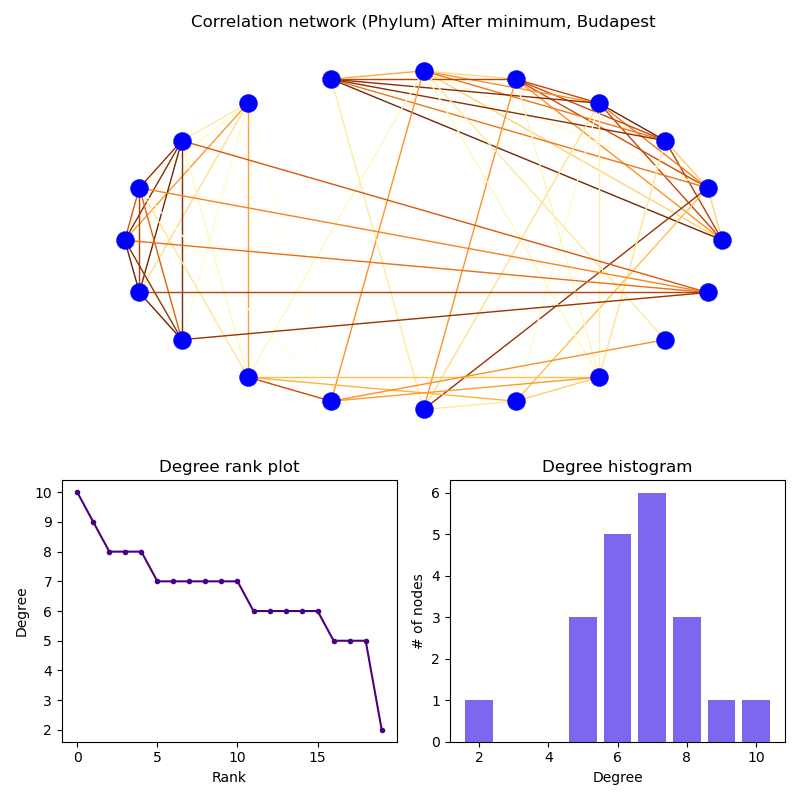 Correlation network (Phylum) After minimum, Budapest
Degree rank plot
10
9
8
7
6
5
4
3
2
Degree
0 5 10 15
Rank
Degree histogram
6
5
4
3
2
1
0
# of nodes
2 4 6 8 10
Degree